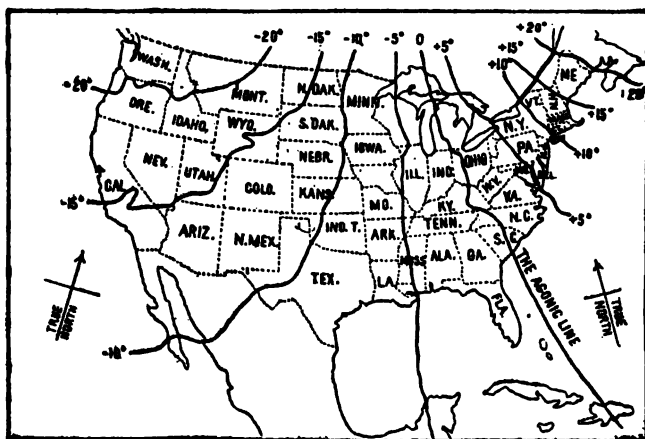 -20° -15° -10° -5° 0 +5° +20°
+15°
+10°
WASH. MONT. N. DAK. MINN. ME
-20°
+20°
ORE. IDAHO. WYO. S. DAK. VT. N.Y.
+15°
NEBR. IOWA. PA.
+10°
NEV. UTAH. COLO. KANS. ILL. IND. OHIO
CAL. MO. KY. W.V. VA.
-15°
+5°
ARIZ. N.MEX. IND. T. ARK. TENN. N.C.
S.C.
TEX. LA. MISS ALA. GA.
FLA.
THE AGONIC LINE
TRUE NORTH
TRUE NORTH
-10°